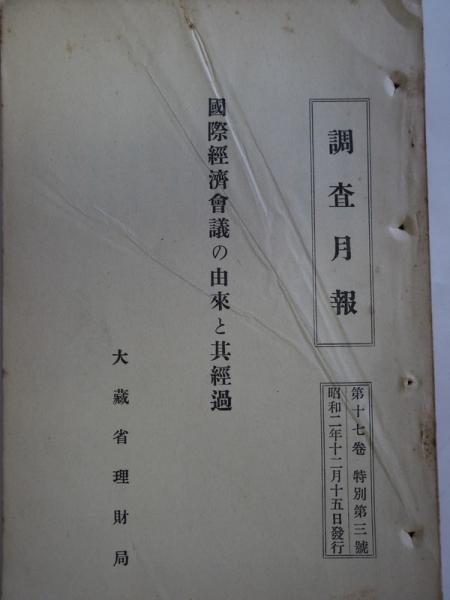 調査月報
第十七卷 特別第三號
昭和二年十二月十五日發行
國際經濟會議の由來と其經過
大藏省理財局